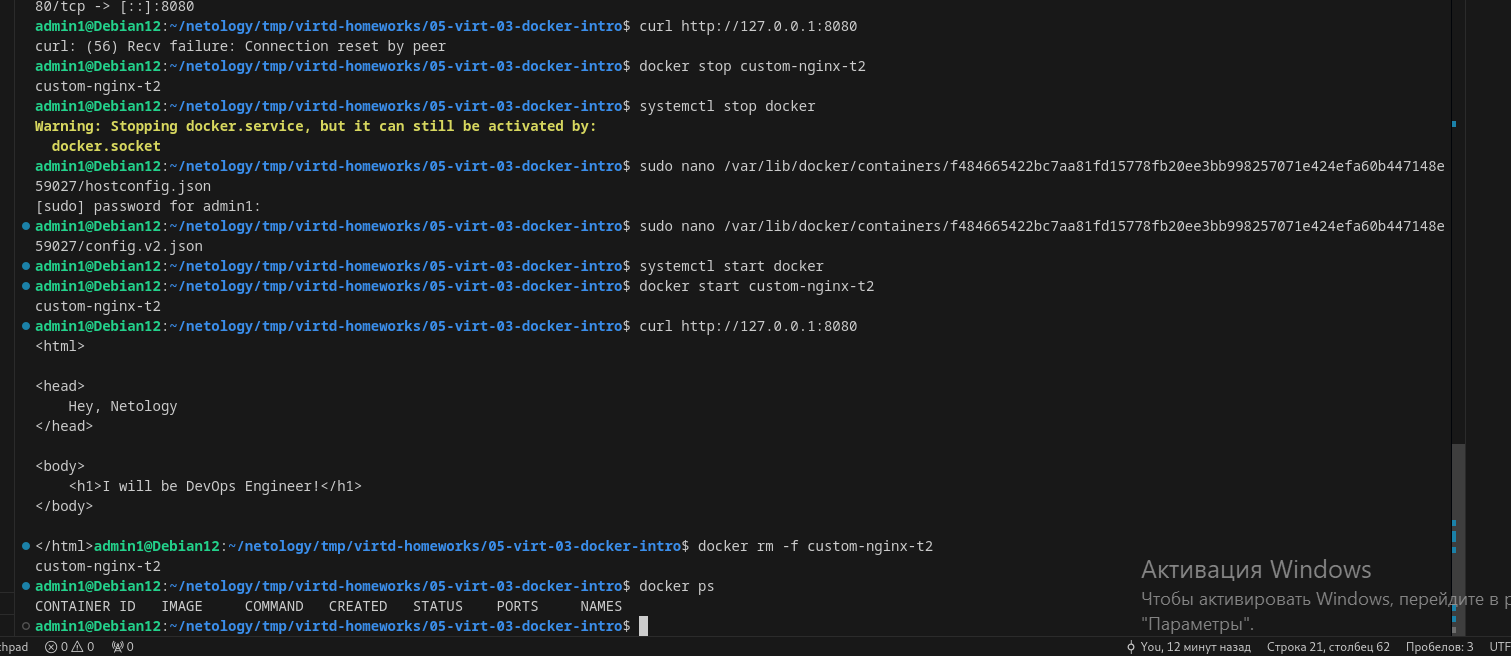 80/tcp -> [::]:8080
admin1@Debian12:~/netology/tmp/virtd-homeworks/05-virt-03-docker-intro$ curl http://127.0.0.1:8080
curl: (56) Recv failure: Connection reset by peer
admin1@Debian12:~/netology/tmp/virtd-homeworks/05-virt-03-docker-intro$ docker stop custom-nginx-t2
custom-nginx-t2
admin1@Debian12:~/netology/tmp/virtd-homeworks/05-virt-03-docker-intro$ systemctl stop docker
Warning: Stopping docker.service, but it can still be activated by:
  docker.socket
admin1@Debian12:~/netology/tmp/virtd-homeworks/05-virt-03-docker-intro$ sudo nano /var/lib/docker/containers/f484665422bc7aa81fd15778fb20ee3bb998257071e424efa60b447148e
59027/hostconfig.json
[sudo] password for admin1:
admin1@Debian12:~/netology/tmp/virtd-homeworks/05-virt-03-docker-intro$ sudo nano /var/lib/docker/containers/f484665422bc7aa81fd15778fb20ee3bb998257071e424efa60b447148e
59027/config.v2.json
admin1@Debian12:~/netology/tmp/virtd-homeworks/05-virt-03-docker-intro$ systemctl start docker
admin1@Debian12:~/netology/tmp/virtd-homeworks/05-virt-03-docker-intro$ docker start custom-nginx-t2
custom-nginx-t2
admin1@Debian12:~/netology/tmp/virtd-homeworks/05-virt-03-docker-intro$ curl http://127.0.0.1:8080
<html>
<head>
    Hey, Netology
</head>
<body>
    <h1>I will be DevOps Engineer!</h1>
</body>
</html>admin1@Debian12:~/netology/tmp/virtd-homeworks/05-virt-03-docker-intro$ docker rm -f custom-nginx-t2
custom-nginx-t2
admin1@Debian12:~/netology/tmp/virtd-homeworks/05-virt-03-docker-intro$ docker ps
CONTAINER ID   IMAGE     COMMAND   CREATED   STATUS    PORTS     NAMES
admin1@Debian12:~/netology/tmp/virtd-homeworks/05-virt-03-docker-intro$
Активация Windows
Чтобы активировать Windows, перейдите в
"Параметры".
0 0 0 You, 12 минут назад Строка 21, столбец 62 Пробелов: 3